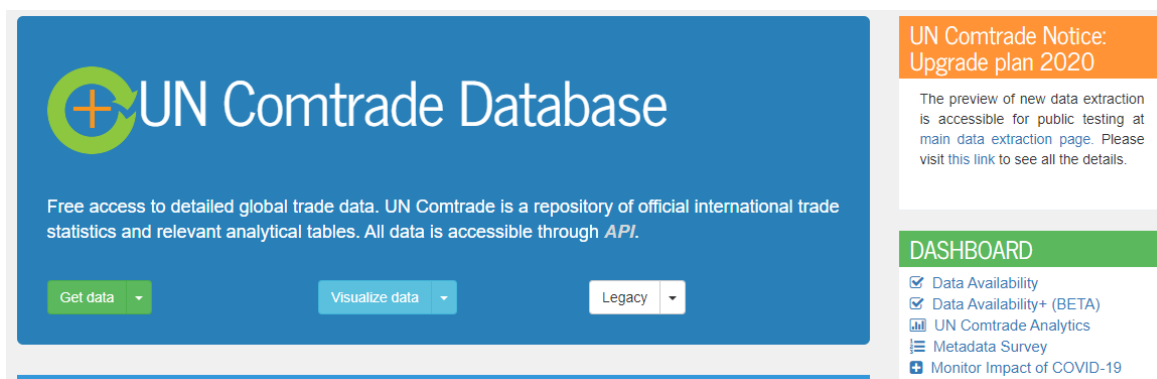 UN Comtrade Database
Free access to detailed global trade data. UN Comtrade is a repository of official international trade
statistics and relevant analytical tables. All data is accessible through API.
Get data
Visualize data
Legacy
UN Comtrade Notice:
Upgrade plan 2020
The preview of new data extraction
is accessible for public testing at
main data extraction page. Please
visit this link to see all the details.
DASHBOARD
Data Availability
Data Availability+ (BETA)
UN Comtrade Analytics
Metadata Survey
Monitor Impact of COVID-19